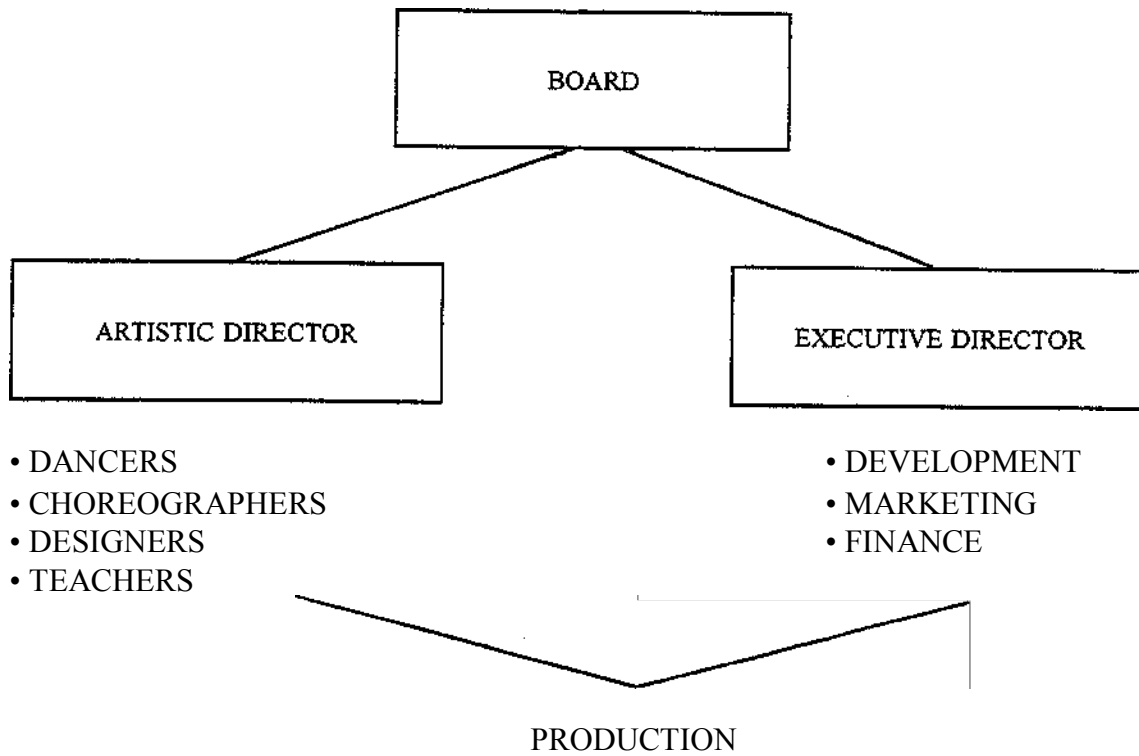 BOARD
ARTISTIC DIRECTOR
EXECUTIVE DIRECTOR
• DANCERS
• CHOREOGRAPHERS
• DESIGNERS
• TEACHERS
• DEVELOPMENT
• MARKETING
• FINANCE
PRODUCTION